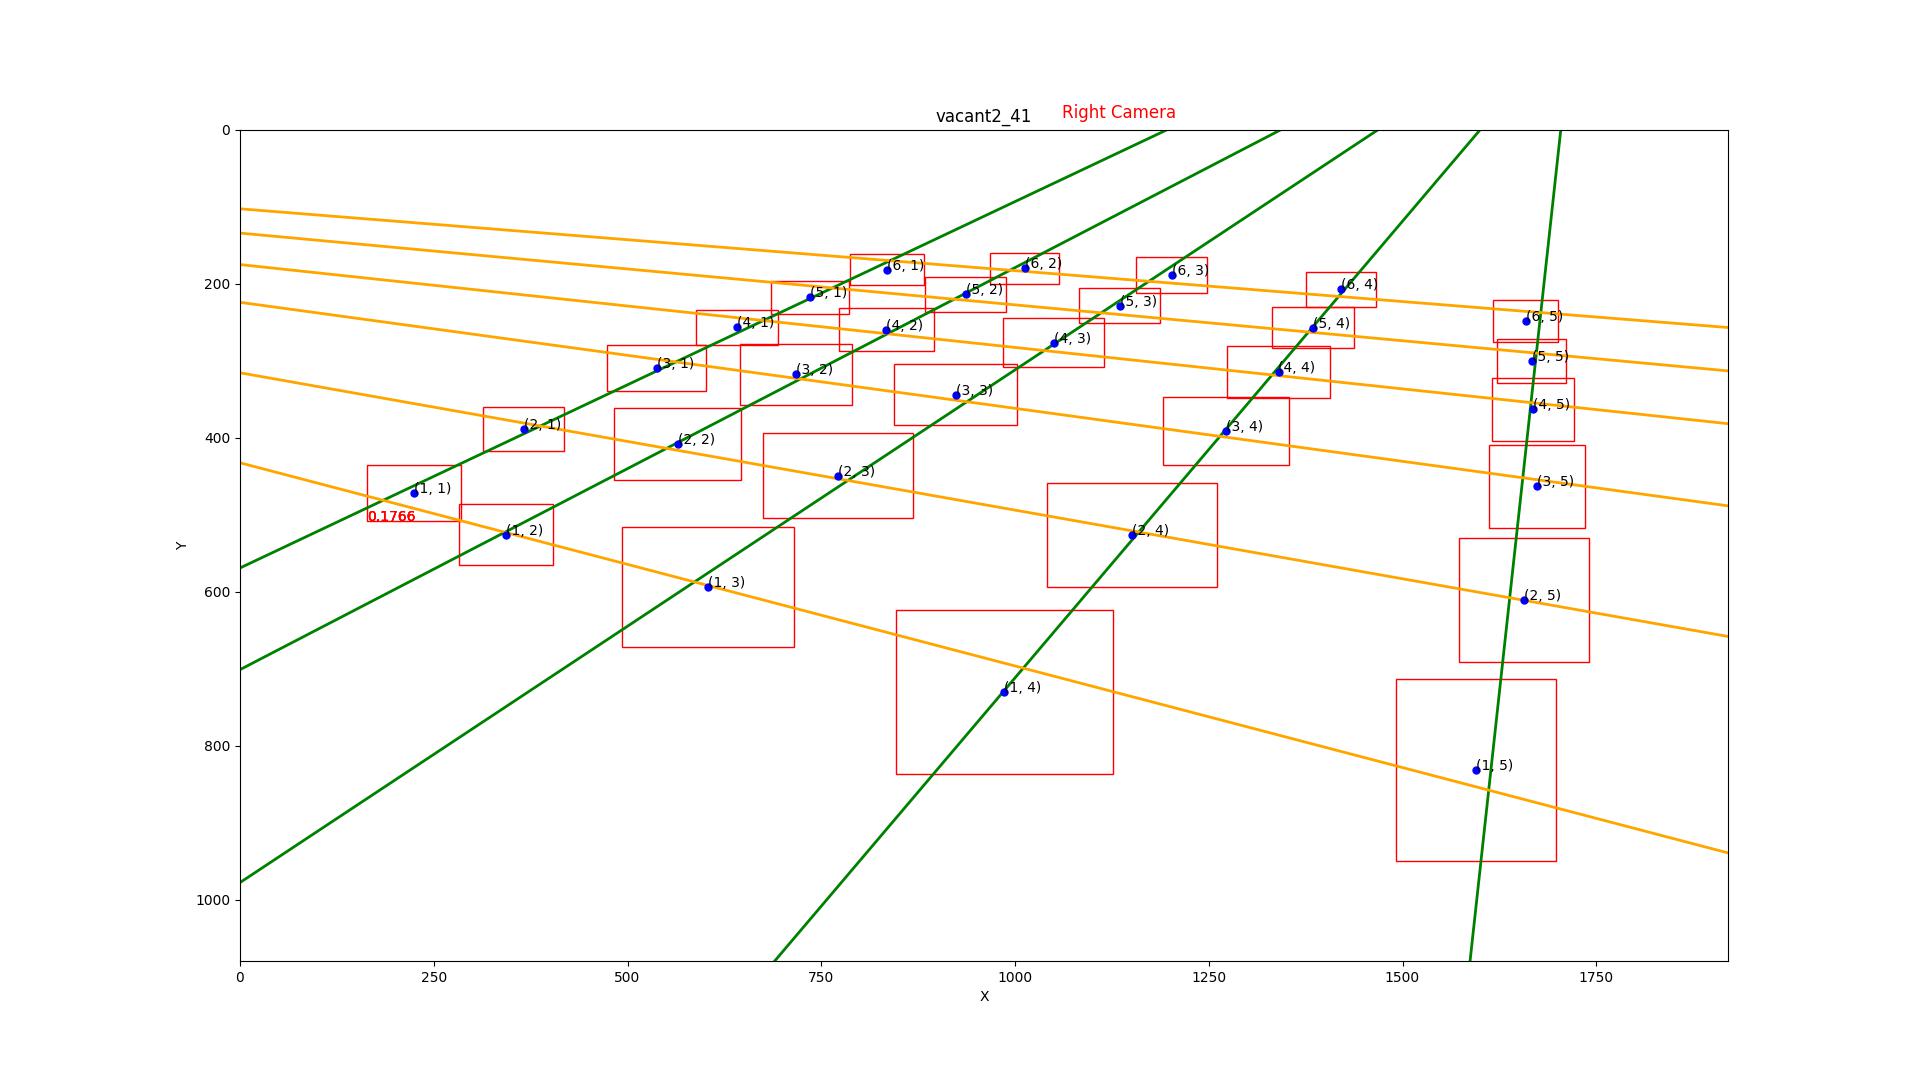 vacant2_41 Right Camera
0
(6, 1) (6, 2) (6, 3) (6, 4)
200
(5, 1) (5, 2) (5, 3) (5, 4) (6, 5)
(4, 1) (4, 2) (4, 3) (4, 4) (5, 5)
(3, 1) (3, 2) (3, 3) (3, 4) (4, 5)
400
(2, 1) (2, 2) (2, 3) (2, 4) (3, 5)
(1, 1)
0.1766
(1, 2)
Y
600
(1, 3) (2, 5)
(1, 4)
800
(1, 5)
1000
0 250 500 750 1000 1250 1500 1750
X